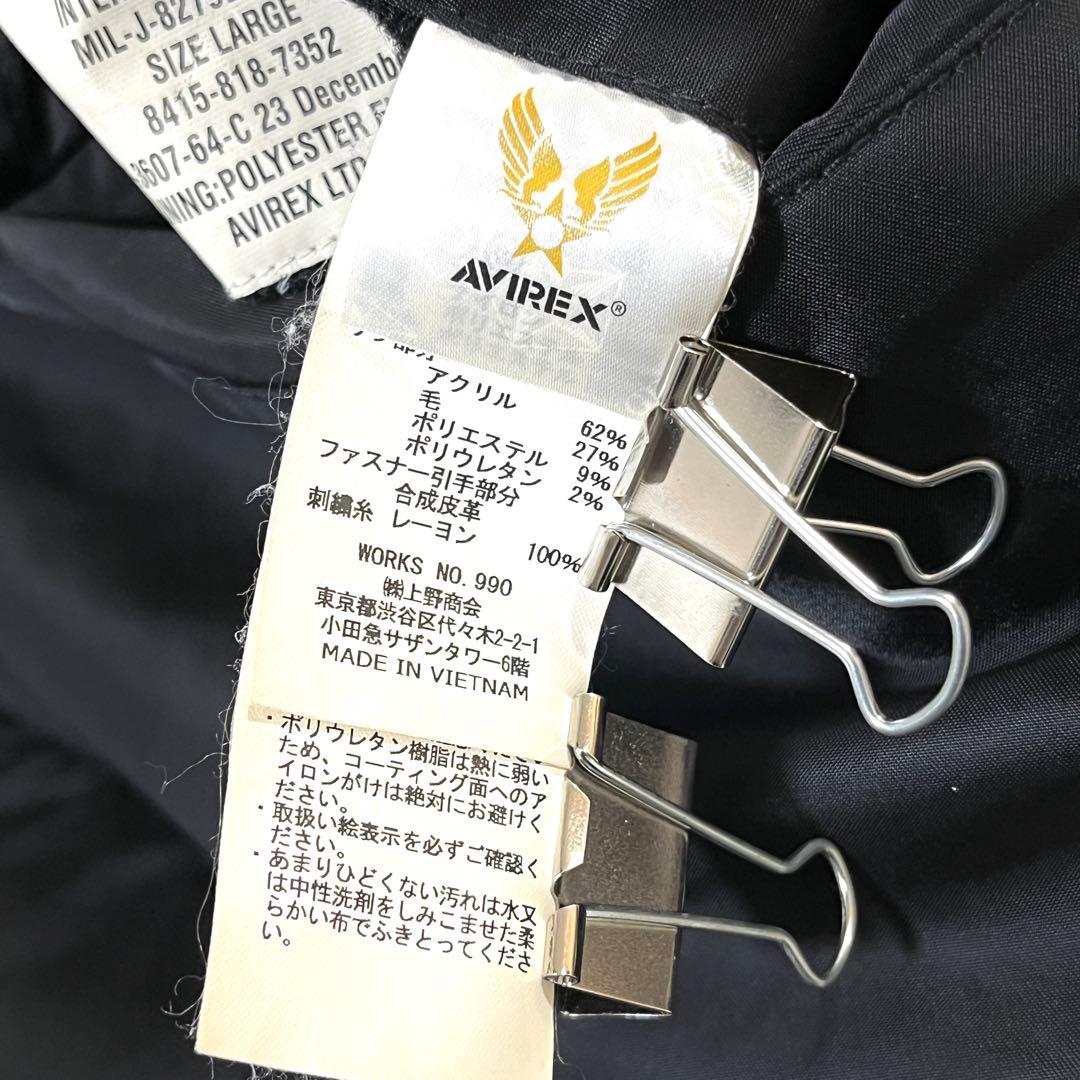 MIL-J-8279
SIZE LARGE
8415-818-7352
3607-64-C 23 Decemb
NING:POLYESTER
AVIREX LTD
AVIREX®
アクリル 62%
毛 27%
ポリエステル 9%
ポリウレタン 2%
ファスナー引手部分
合成皮革
刺繍糸 レーヨン 100%
WORKS NO. 990
㈱上野商会
東京都渋谷区代々木2-2-1
小田急サザンタワー6階
MADE IN VIETNAM
・ポリウレタン樹脂は熱に弱い
ため、コーティング面へのア
イロンがけは絶対にお避けく
ださい。
・取扱い絵表示を必ずご確認く
ださい。
・あまりひどくない汚れは水又
は中性洗剤をしみこませた柔
らかい布でふきとってくださ
い。